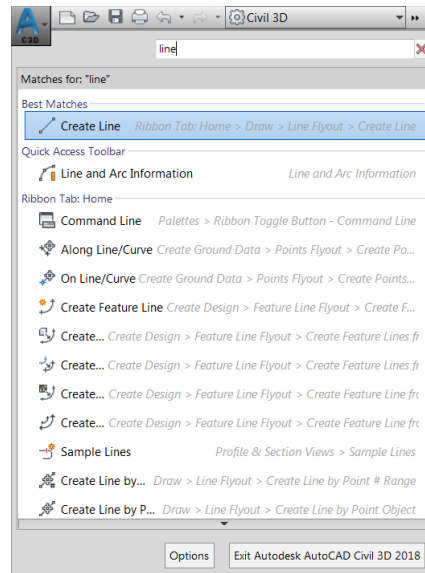 Civil 3D
C3D
line
Matches for: "line"
Best Matches
Create Line Ribbon Tab: Home > Draw > Line Flyout > Create Line
Quick Access Toolbar
Line and Arc Information Line and Arc Information
Ribbon Tab: Home
Command Line Palettes > Ribbon Toggle Button - Command Line
Along Line/Curve Create Ground Data > Points Flyout > Create Po...
On Line/Curve Create Ground Data > Points Flyout > Create Points...
Create Feature Line Create Design > Feature Line Flyout > Create F...
Create... Create Design > Feature Line Flyout > Create Feature Lines fr
Create... Create Design > Feature Line Flyout > Create Feature Lines fr
Create... Create Design > Feature Line Flyout > Create Feature Line fro
Create... Create Design > Feature Line Flyout > Create Feature Line fro
Sample Lines Profile & Section Views > Sample Lines
Create Line by... Draw > Line Flyout > Create Line by Point # Range
Create Line by P... Draw > Line Flyout > Create Line by Point Object
Options Exit Autodesk AutoCAD Civil 3D 2018